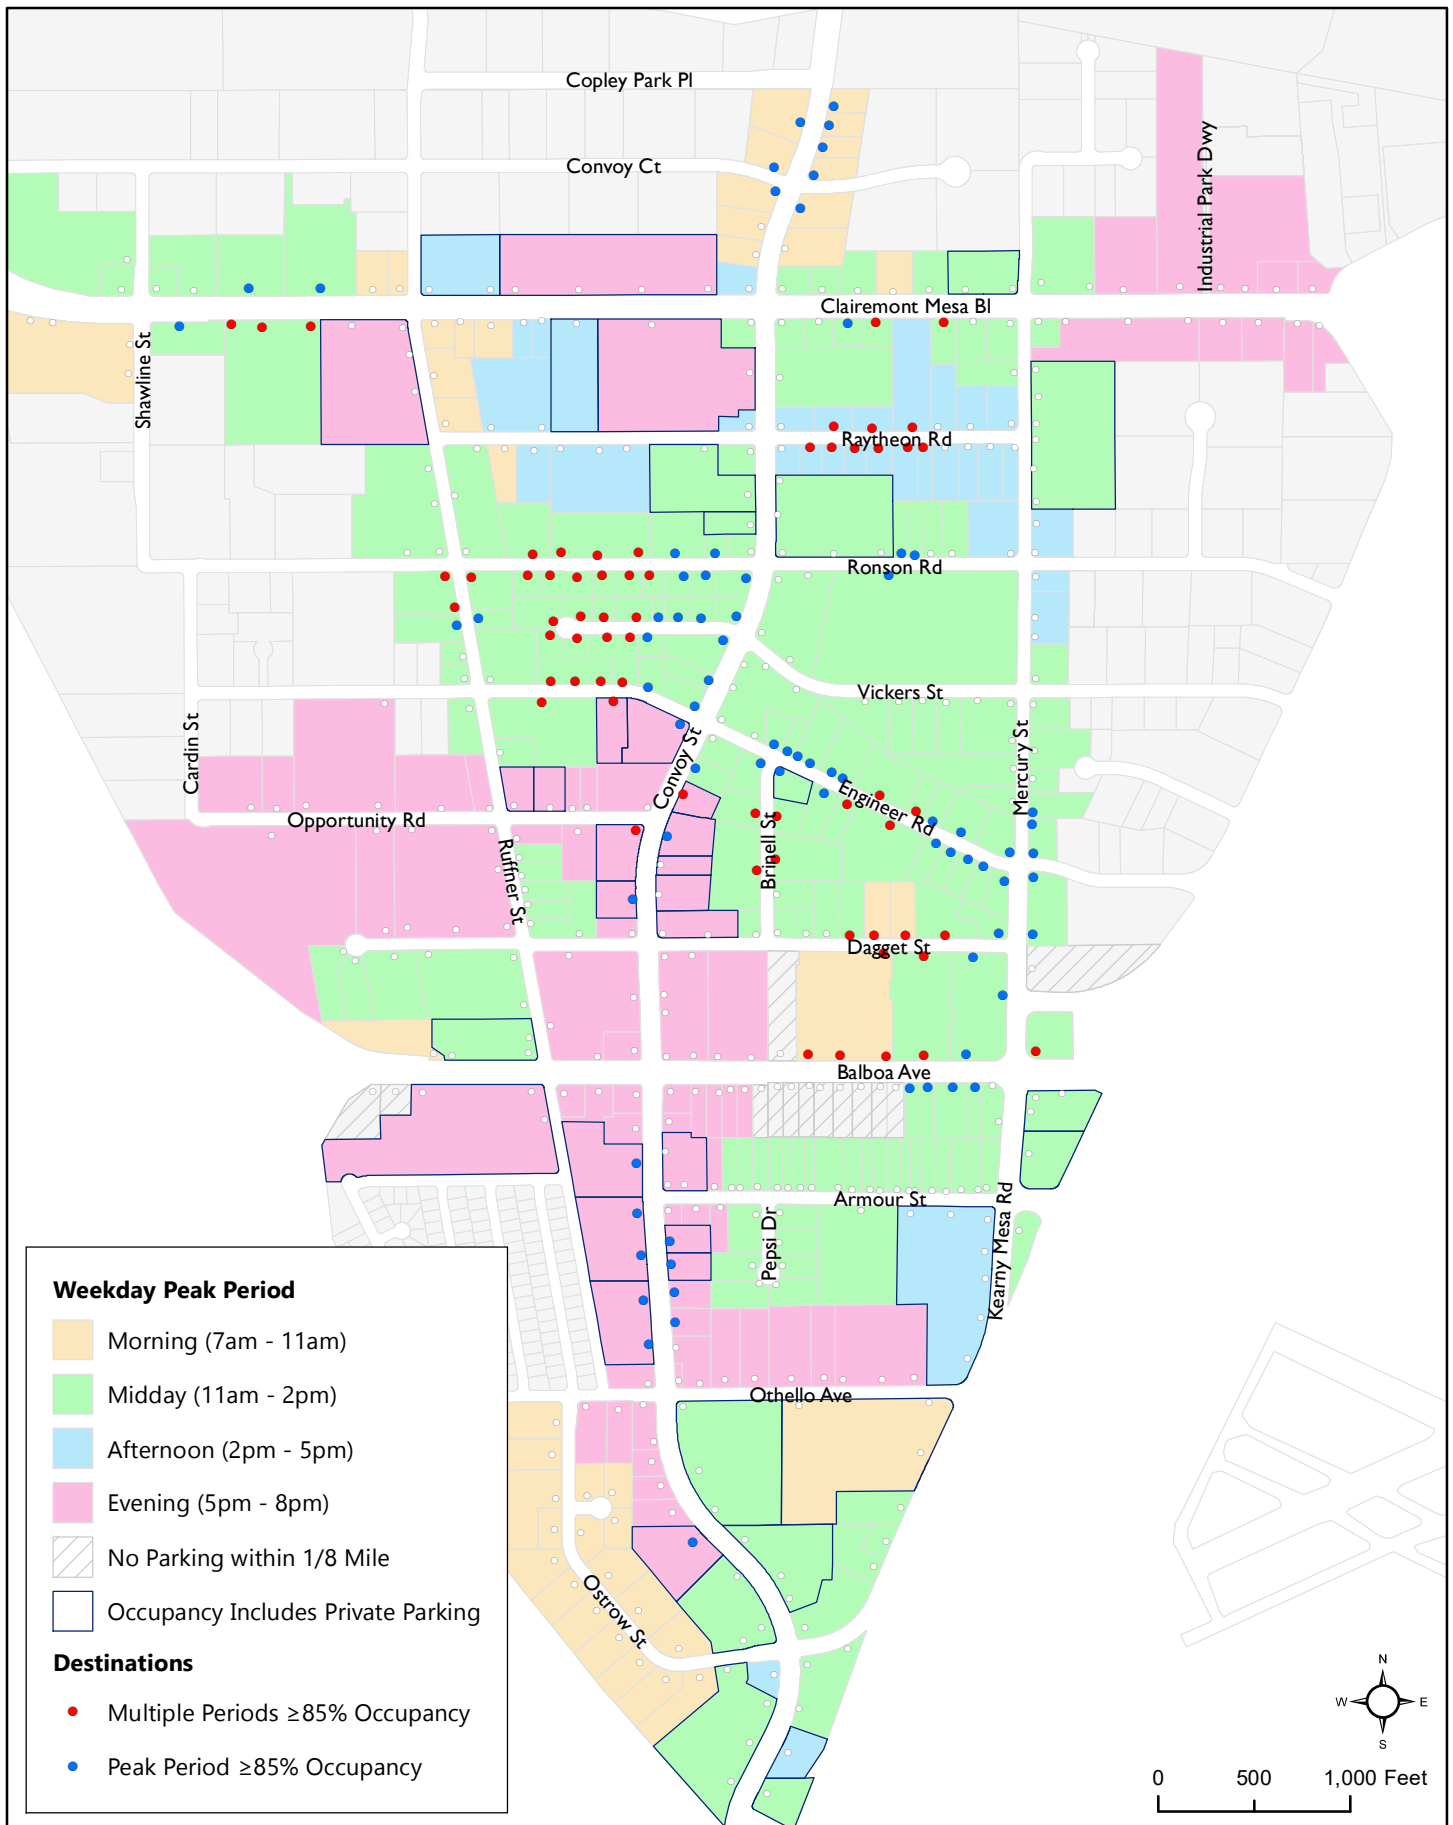 Copley Park Pl
Convoy Ct
Industrial Park Dwy
Clairemont Mesa Bl
Shawline St
Raytheon Rd
Ronson Rd
Vickers St
Cardin St
Convoy St
Mercury St
Engineer Rd
Opportunity Rd
Brinell St
Ruffner St
Dagget St
Balboa Ave
Armour St
Kearny Mesa Rd
Pepsi Dr
Othello Ave
Ostrow St
Weekday Peak Period
Morning (7am - 11am)
Midday (11am - 2pm)
Afternoon (2pm - 5pm)
Evening (5pm - 8pm)
No Parking within 1/8 Mile
Occupancy Includes Private Parking
Destinations
Multiple Periods ≥85% Occupancy
Peak Period ≥85% Occupancy
N
W E
S
0 500 1,000 Feet